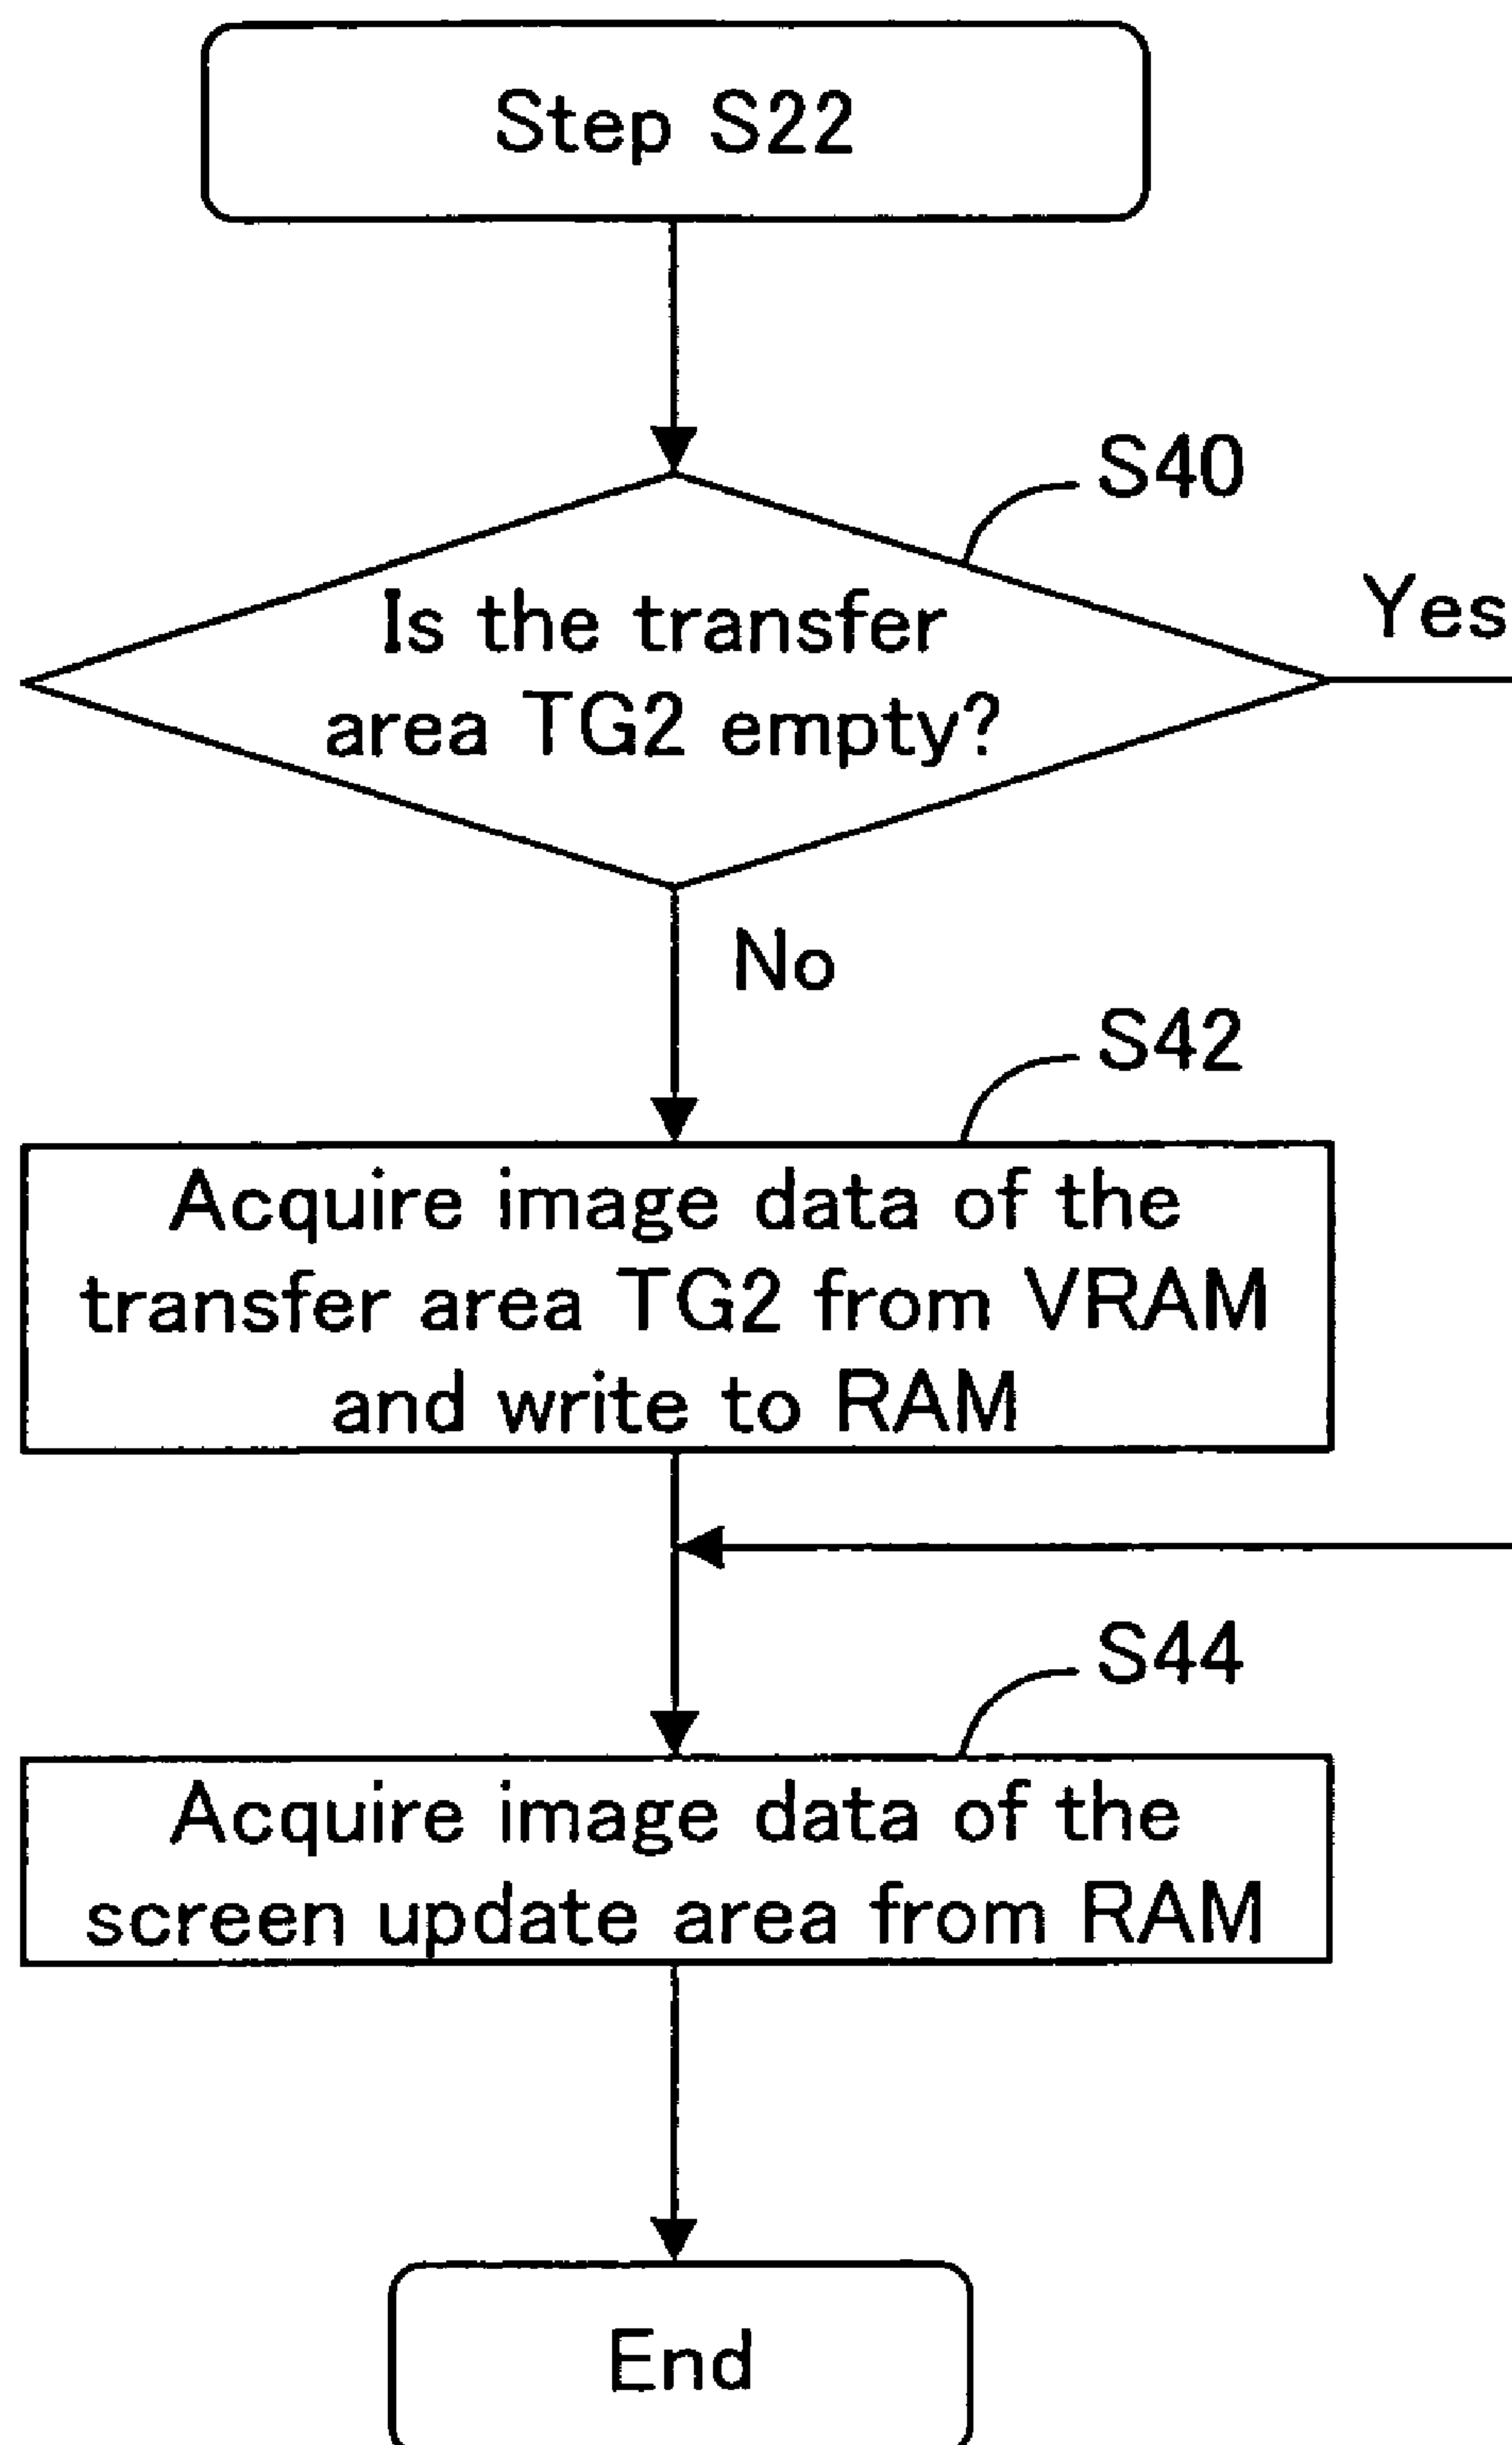 Step S22
S40
Is the transfer
area TG2 empty?
Yes
No
S42
Acquire image data of the
transfer area TG2 from VRAM
and write to RAM
S44
Acquire image data of the
screen update area from RAM
End